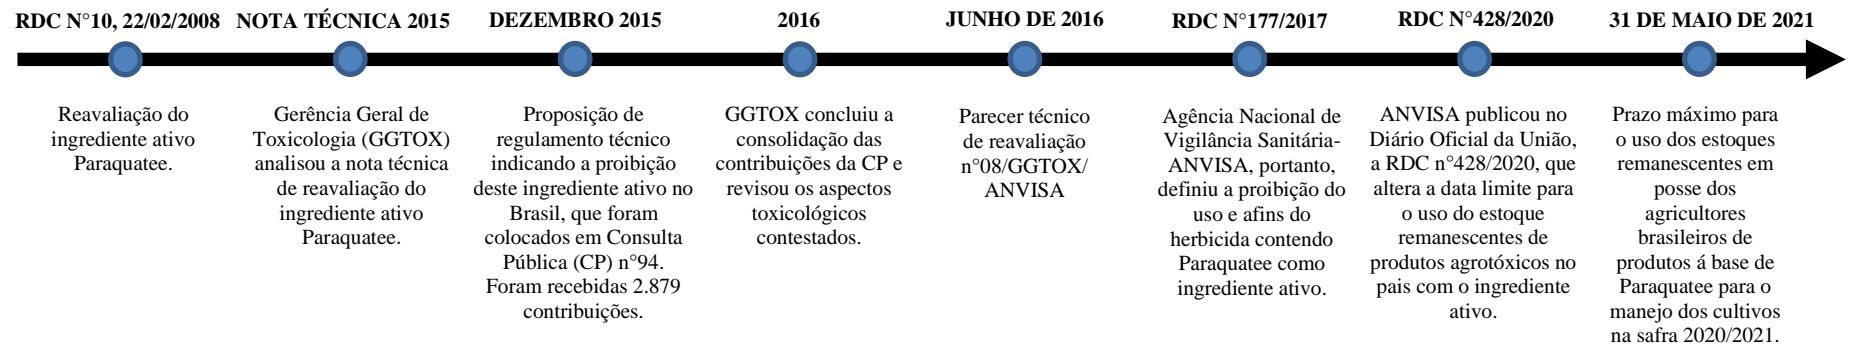 RDC N°10, 22/02/2008
Reavaliação do
ingrediente ativo
Paraquatee.
NOTA TÉCNICA 2015
Gerência Geral de
Toxicologia (GGTOX)
analisou a nota técnica
de reavaliação do
ingrediente ativo
Paraquatee.
DEZEMBRO 2015
Proposição de
regulamento técnico
indicando a proibição
deste ingrediente ativo no
Brasil, que foram
colocados em Consulta
Pública (CP) n°94.
Foram recebidas 2.879
contribuições.
2016
GGTOX concluiu a
consolidação das
contribuições da CP e
revisou os aspectos
toxicológicos
contestados.
JUNHO DE 2016
Parecer técnico
de reavaliação
n°08/GGTOX/
ANVISA
RDC N°177/2017
Agência Nacional de
Vigilância Sanitária-
ANVISA, portanto,
definiu a proibição do
uso e afins do
herbicida contendo
Paraquatee como
ingrediente ativo.
RDC N°428/2020
ANVISA publicou no
Diário Oficial da União,
a RDC n°428/2020, que
altera a data limite para
o uso do estoque
remanescentes de
produtos agrotóxicos no
pais com o ingrediente
ativo.
31 DE MAIO DE 2021
Prazo máximo para
o uso dos estoques
remanescentes em
posse dos
agricultores
brasileiros de
produtos á base de
Paraquatee para o
manejo dos cultivos
na safra 2020/2021.